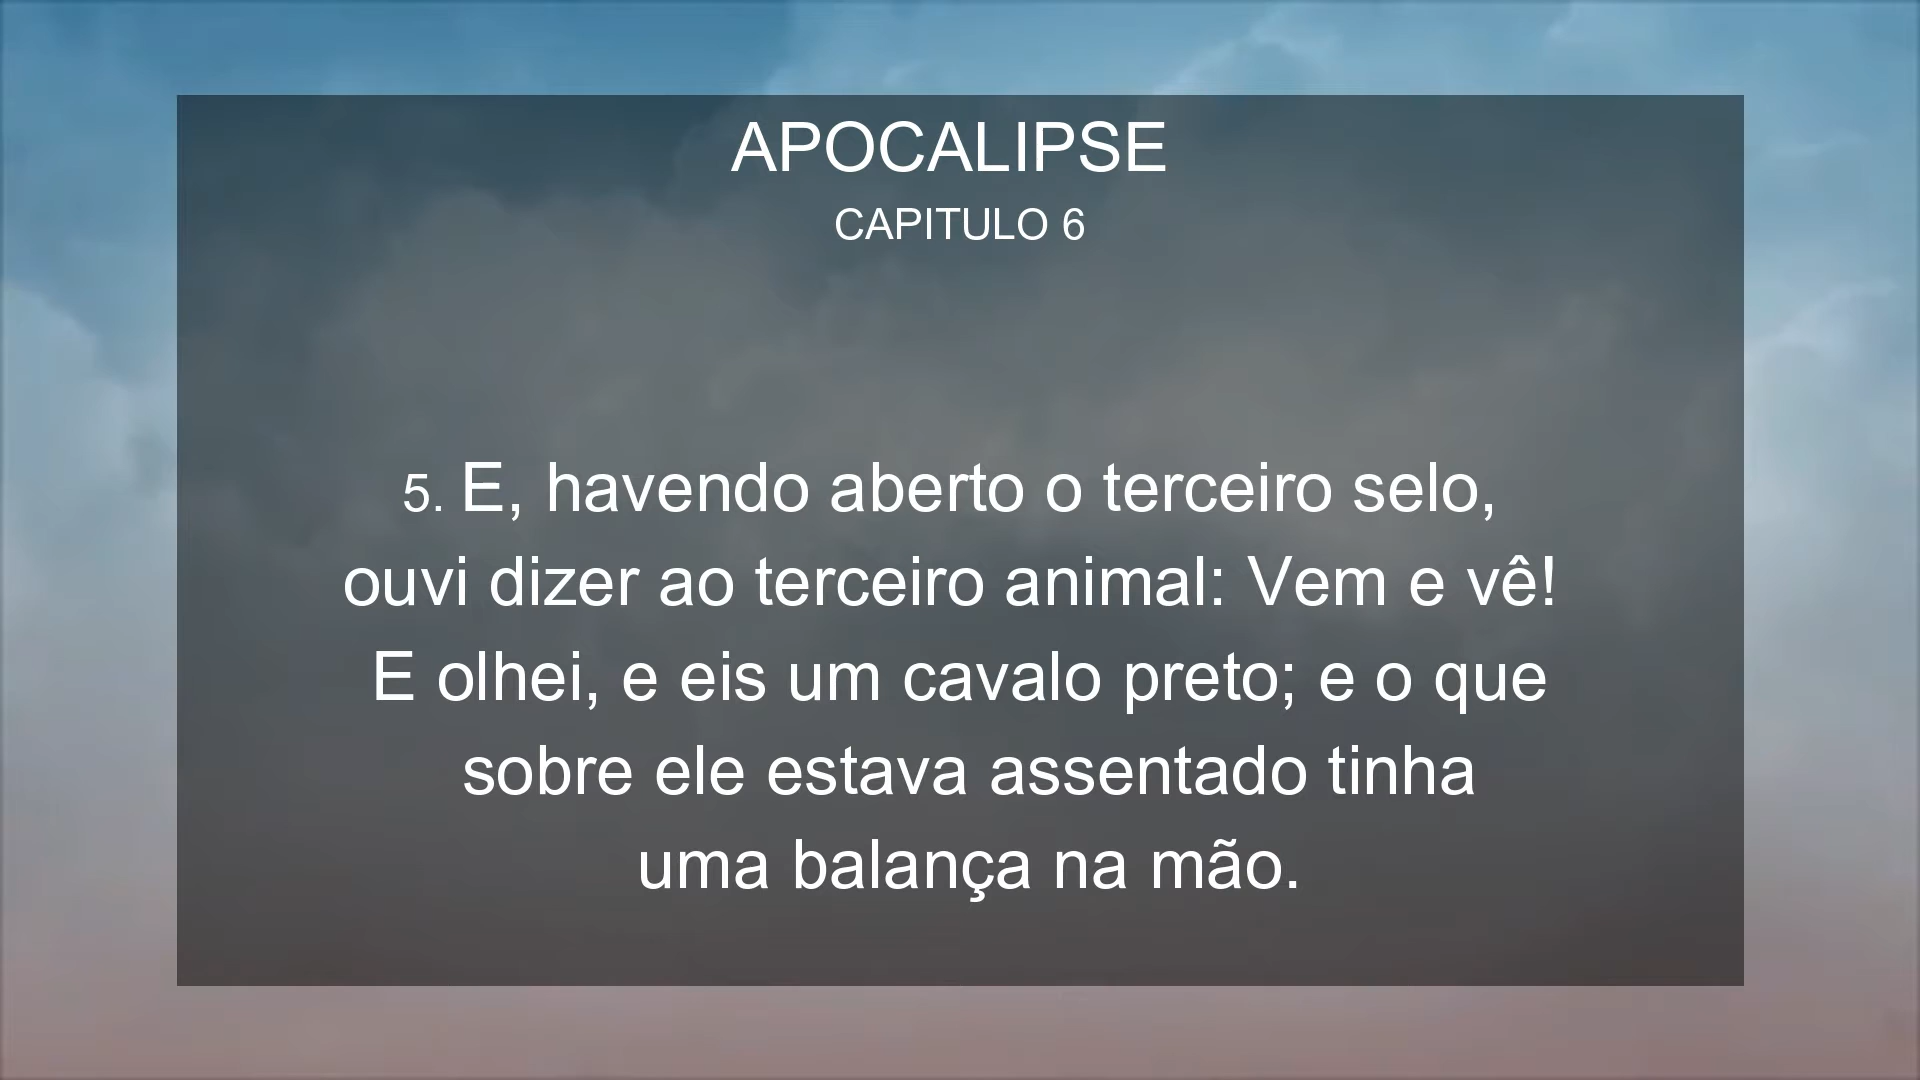 APOCALIPSE
CAPITULO 6
5. E, havendo aberto o terceiro selo,
ouvi dizer ao terceiro animal: Vem e vê!
E olhei, e eis um cavalo preto; e o que
sobre ele estava assentado tinha
uma balança na mão.